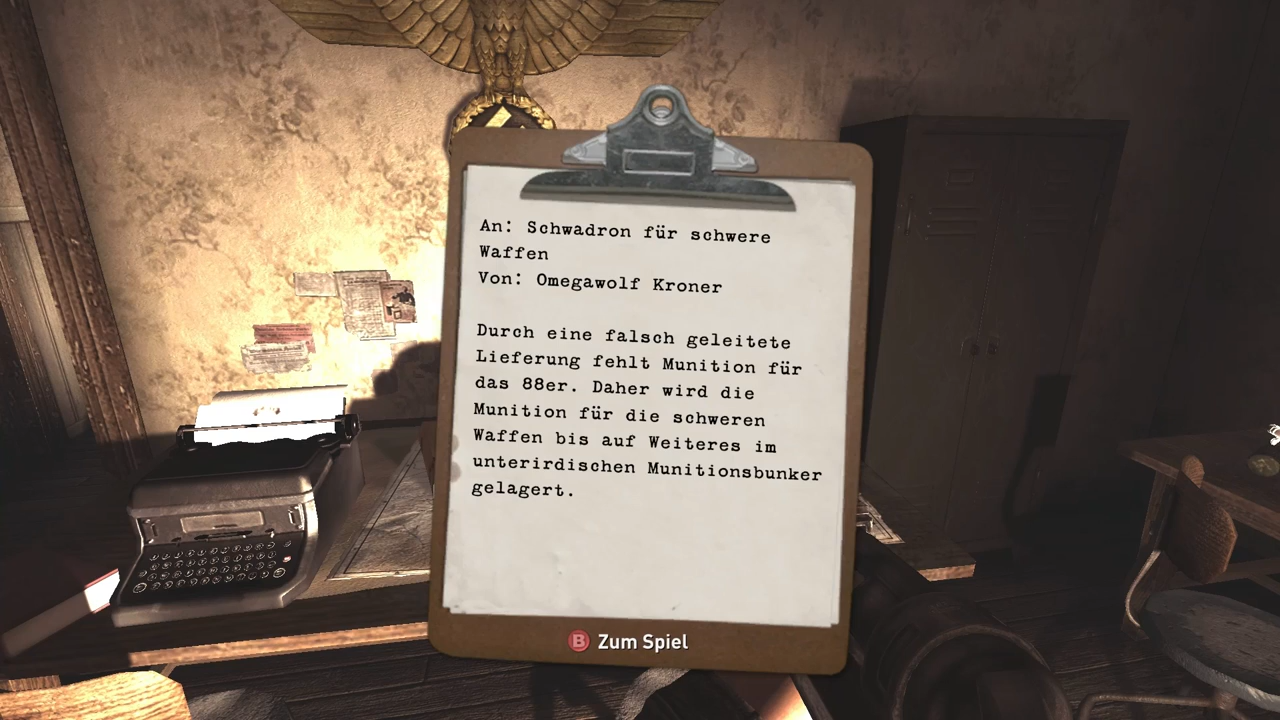 An: Schwadron für schwere
Waffen
Von: Omegawolf Kroner
Durch eine falsch geleitete
Lieferung fehlt Munition für
das 88er. Daher wird die
Munition für die schweren
Waffen bis auf Weiteres im
unterirdischen Munitionsbunker
gelagert.
B Zum Spiel